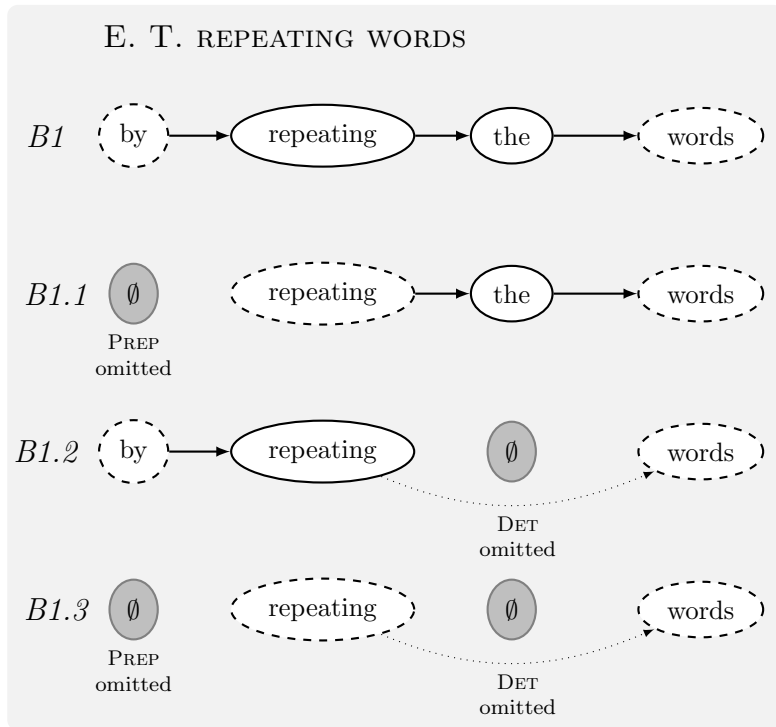 E. T. REPEATING WORDS
B1 by repeating the words
B1.1 ∅ repeating the words
PREP
omitted
B1.2 by repeating ∅ words
DET
omitted
B1.3 ∅ repeating ∅ words
PREP
omitted
DET
omitted